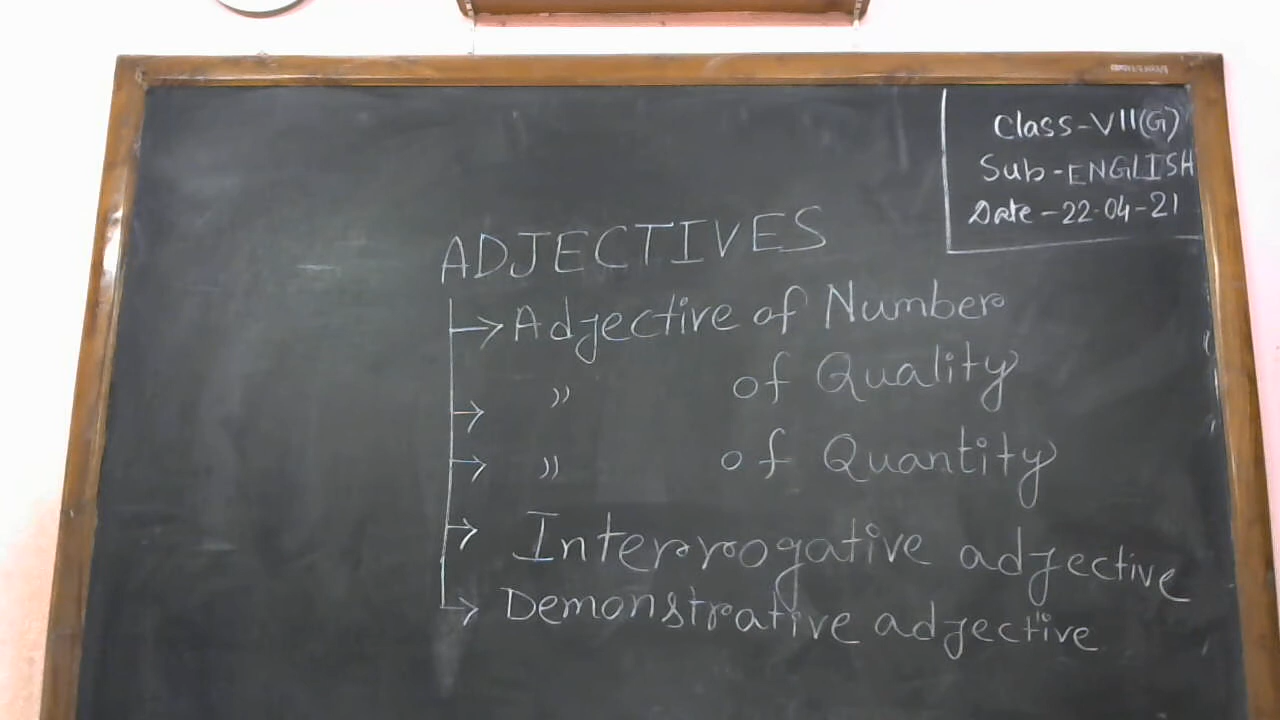 Class-VII(G)
Sub-ENGLISH
Date-22-04-21
ADJECTIVES
→Adjective of Number
→ " of Quality
→ " of Quantity
→ Interrogative adjective
→ Demonstrative adjective